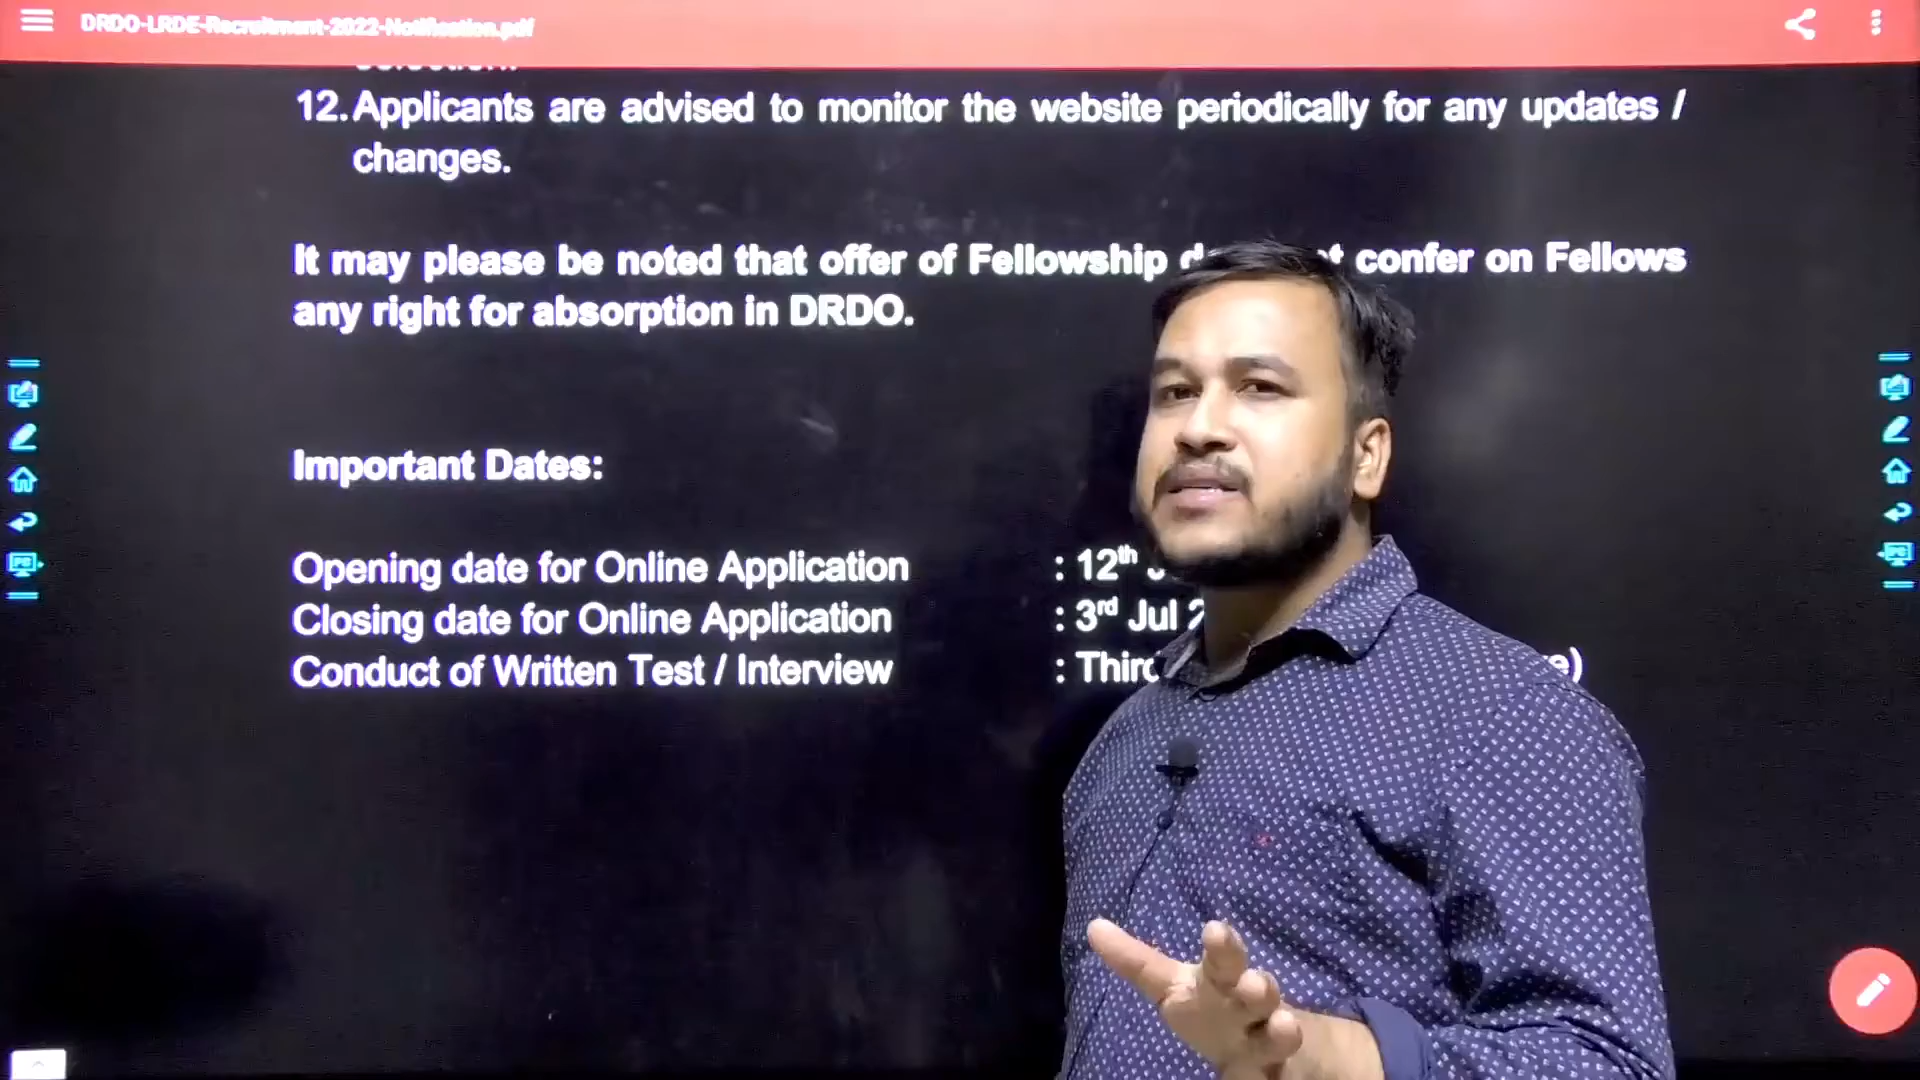 DRDO-LRDE-Recruitment-2022-Notification.pdf
12. Applicants are advised to monitor the website periodically for any updates /
changes.
It may please be noted that offer of Fellowship confer on Fellows
any right for absorption in DRDO.
Important Dates:
Opening date for Online Application : 12th
Closing date for Online Application : 3rd Jul
Conduct of Written Test / Interview :